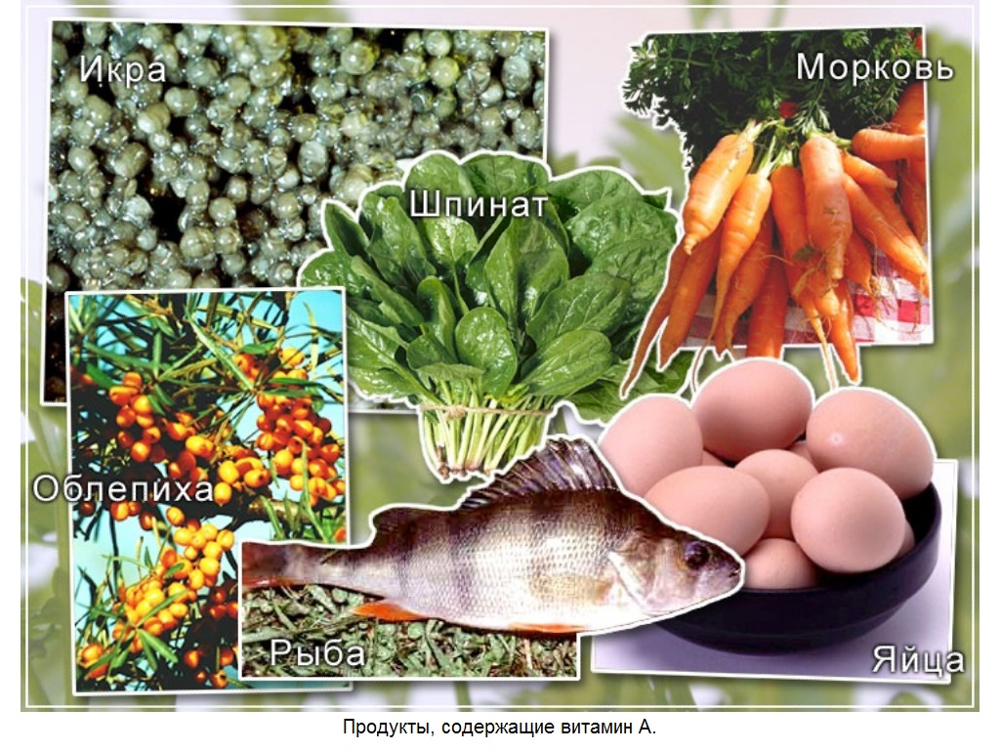 Икра
Морковь
Шпинат
Облепиха
Рыба
Яйца
Продукты, содержащие витамин А.